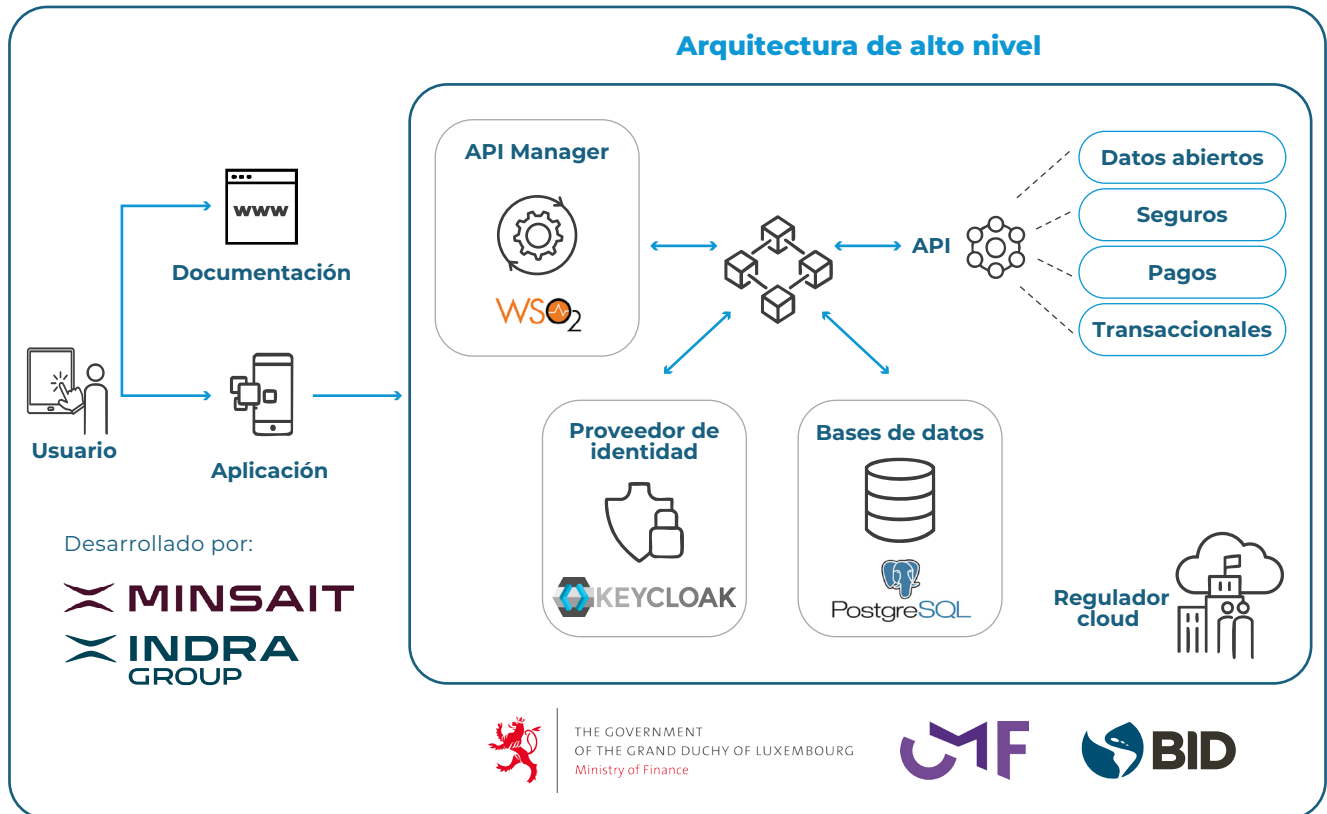 Arquitectura de alto nivel
API Manager
WSO2
www
Documentación
Usuario
Aplicación
API
Datos abiertos
Seguros
Pagos
Transaccionales
Proveedor de
identidad
KEYCLOAK
Bases de datos
PostgreSQL
Regulador
cloud
Desarrollado por:
MINSAIT
INDRA
GROUP
THE GOVERNMENT
OF THE GRAND DUCHY OF LUXEMBOURG
Ministry of Finance
CMF
BID